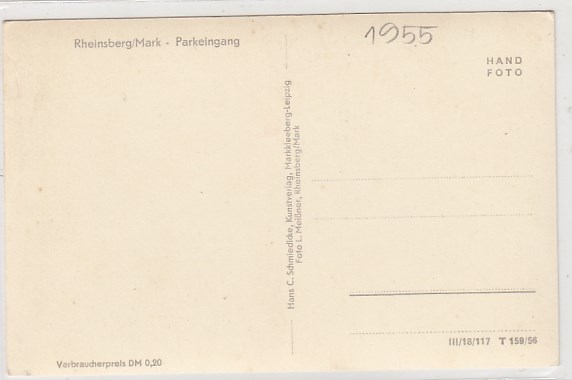 Rheinsberg/Mark - Parkeingang
1955
HAND
FOTO
Hans C. Schmiedicke, Kunstverlag, Markkleeberg-Leipzig
Foto L. Meißner, Rheinsberg/Mark
III/18/117 T 159/56
Verbraucherpreis DM 0,20